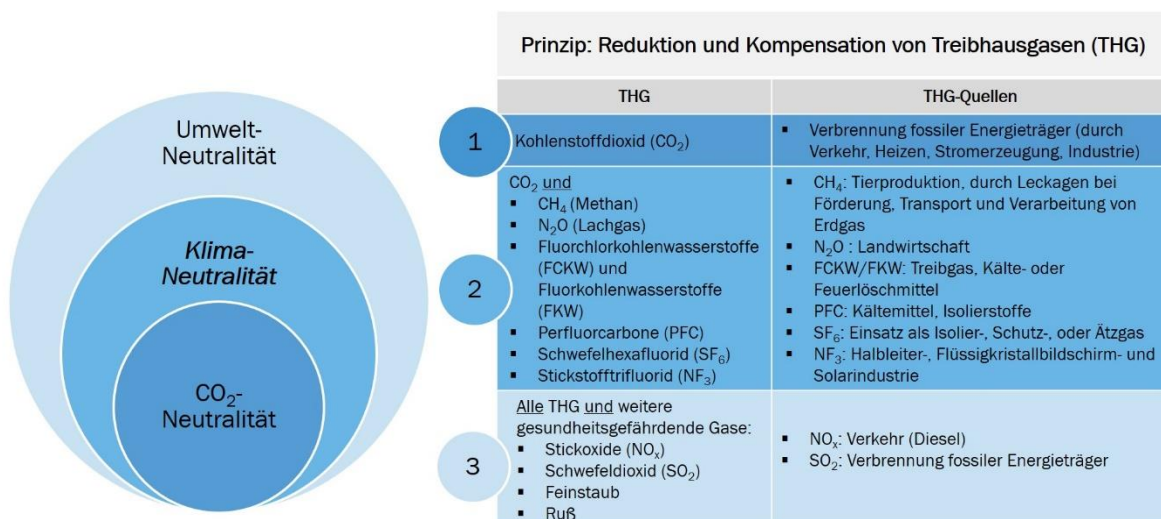 Umwelt-
Neutralität
Klima-
Neutralität
CO₂-
Neutralität
Prinzip: Reduktion und Kompensation von Treibhausgasen (THG)
THG
THG-Quellen
1
Kohlenstoffdioxid (CO₂)
▪ Verbrennung fossiler Energieträger (durch
Verkehr, Heizen, Stromerzeugung, Industrie)
2
CO₂ und
▪ CH₄ (Methan)
▪ N₂O (Lachgas)
▪ Fluorchlorkohlenwasserstoffe
(FCKW) und
Fluorkohlenwasserstoffe
(FKW)
▪ Perfluorcarbone (PFC)
▪ Schwefelhexafluorid (SF₆)
▪ Stickstofftrifluorid (NF₃)
▪ CH₄: Tierproduktion, durch Leckagen bei
Förderung, Transport und Verarbeitung von
Erdgas
▪ N₂O : Landwirtschaft
▪ FCKW/FKW: Treibgas, Kälte- oder
Feuerlöschmittel
▪ PFC: Kältemittel, Isolierstoffe
▪ SF₆: Einsatz als Isolier-, Schutz-, oder Ätzgas
▪ NF₃: Halbleiter-, Flüssigkristallbildschirm- und
Solarindustrie
3
Alle THG und weitere
gesundheitsgefährdende Gase:
▪ Stickoxide (NOₓ)
▪ Schwefeldioxid (SO₂)
▪ Feinstaub
▪ Ruß
▪ NOₓ: Verkehr (Diesel)
▪ SO₂: Verbrennung fossiler Energieträger